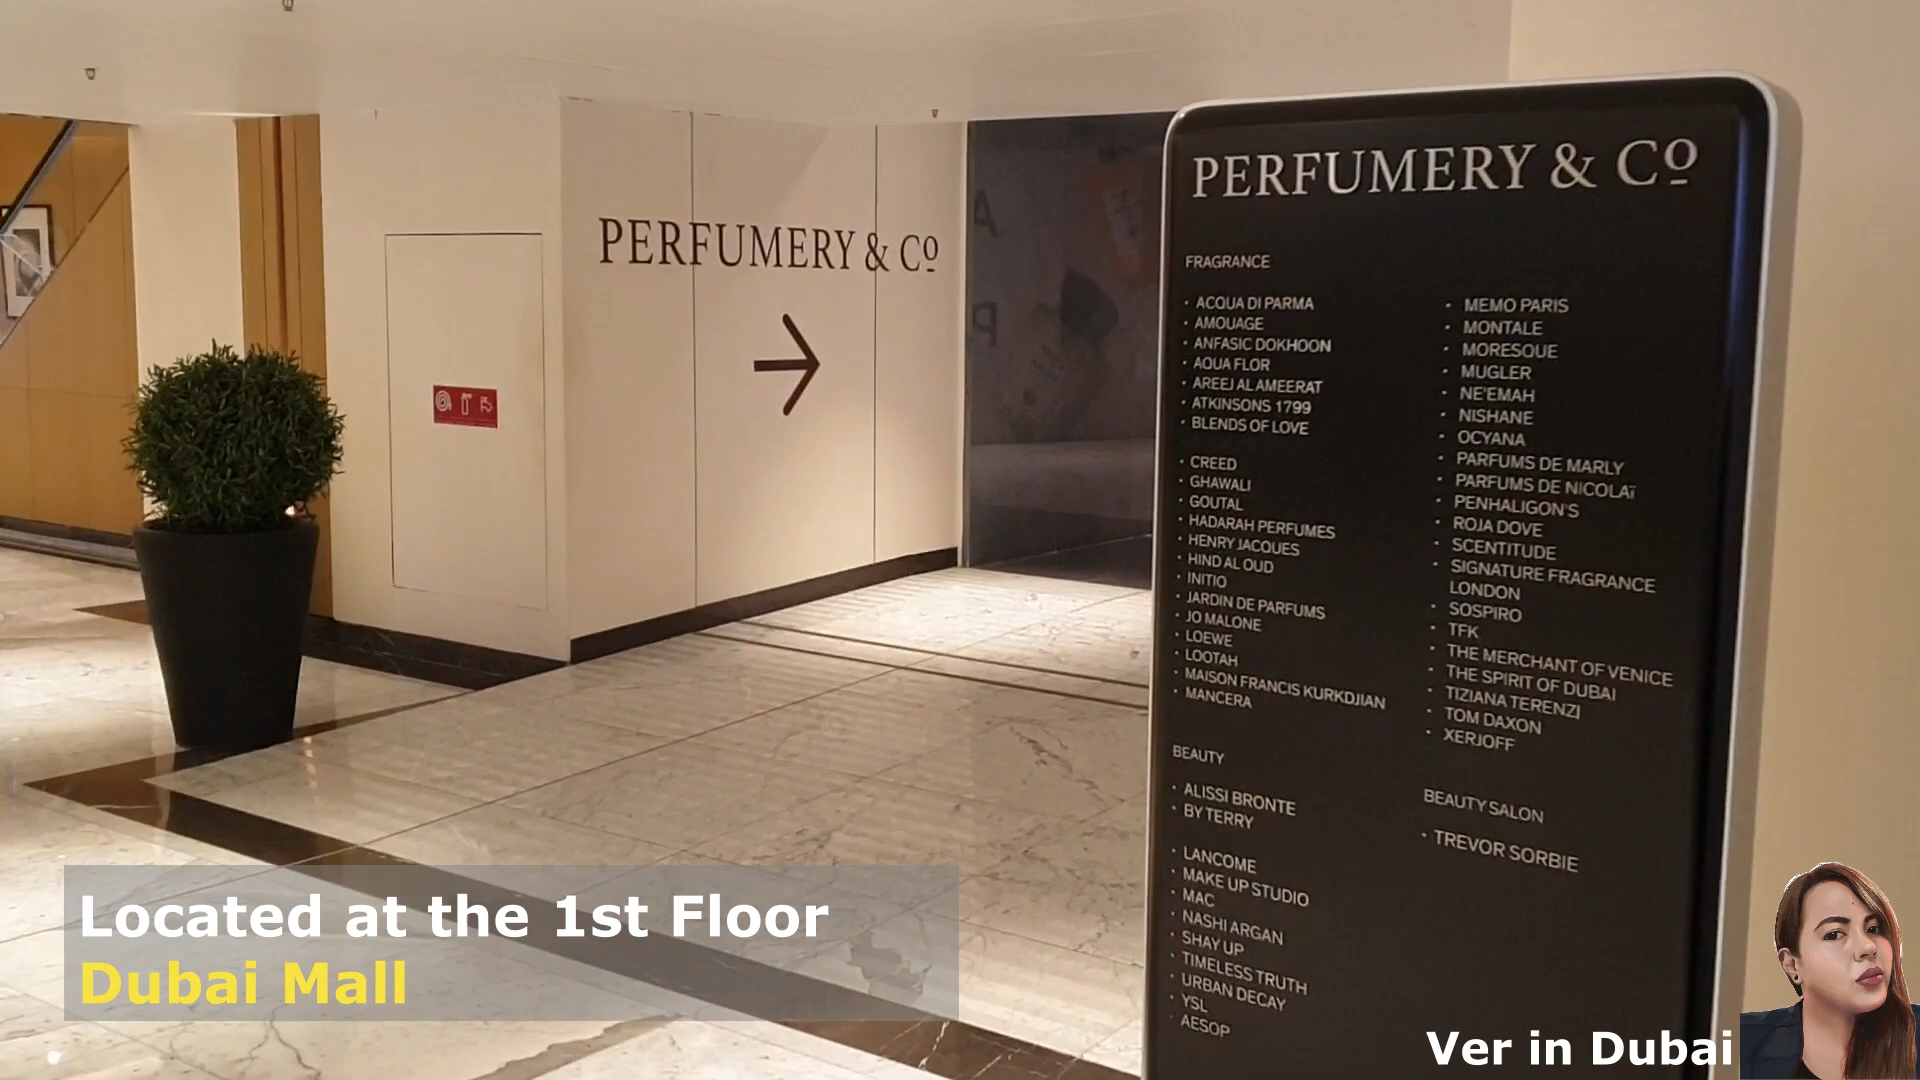 PERFUMERY & Cº
PERFUMERY & Cº
FRAGRANCE
• ACQUA DI PARMA
• AMOUAGE
• ANFASIC DOKHOON
• AQUA FLOR
• AREEJ AL AMEERAT
• ATKINSONS 1799
• BLENDS OF LOVE
• CREED
• GHAWALI
• GOUTAL
• HADARAH PERFUMES
• HENRY JACQUES
• HIND AL OUD
• INITIO
• JARDIN DE PARFUMS
• JO MALONE
• LOEWE
• LOOTAH
• MAISON FRANCIS KURKDJIAN
• MANCERA
• MEMO PARIS
• MONTALE
• MORESQUE
• MUGLER
• NE'EMAH
• NISHANE
• OCYANA
• PARFUMS DE MARLY
• PARFUMS DE NICOLAï
• PENHALIGON'S
• ROJA DOVE
• SCENTITUDE
• SIGNATURE FRAGRANCE
LONDON
• SOSPIRO
• TFK
• THE MERCHANT OF VENICE
• THE SPIRIT OF DUBAI
• TIZIANA TERENZI
• TOM DAXON
• XERJOFF
BEAUTY
• ALISSI BRONTE
• BY TERRY
• LANCOME
• MAKE UP STUDIO
• MAC
• NASHI ARGAN
• SHAY UP
• TIMELESS TRUTH
• URBAN DECAY
• YSL
• AESOP
BEAUTY SALON
• TREVOR SORBIE
Located at the 1st Floor
Dubai Mall
Ver in Dubai